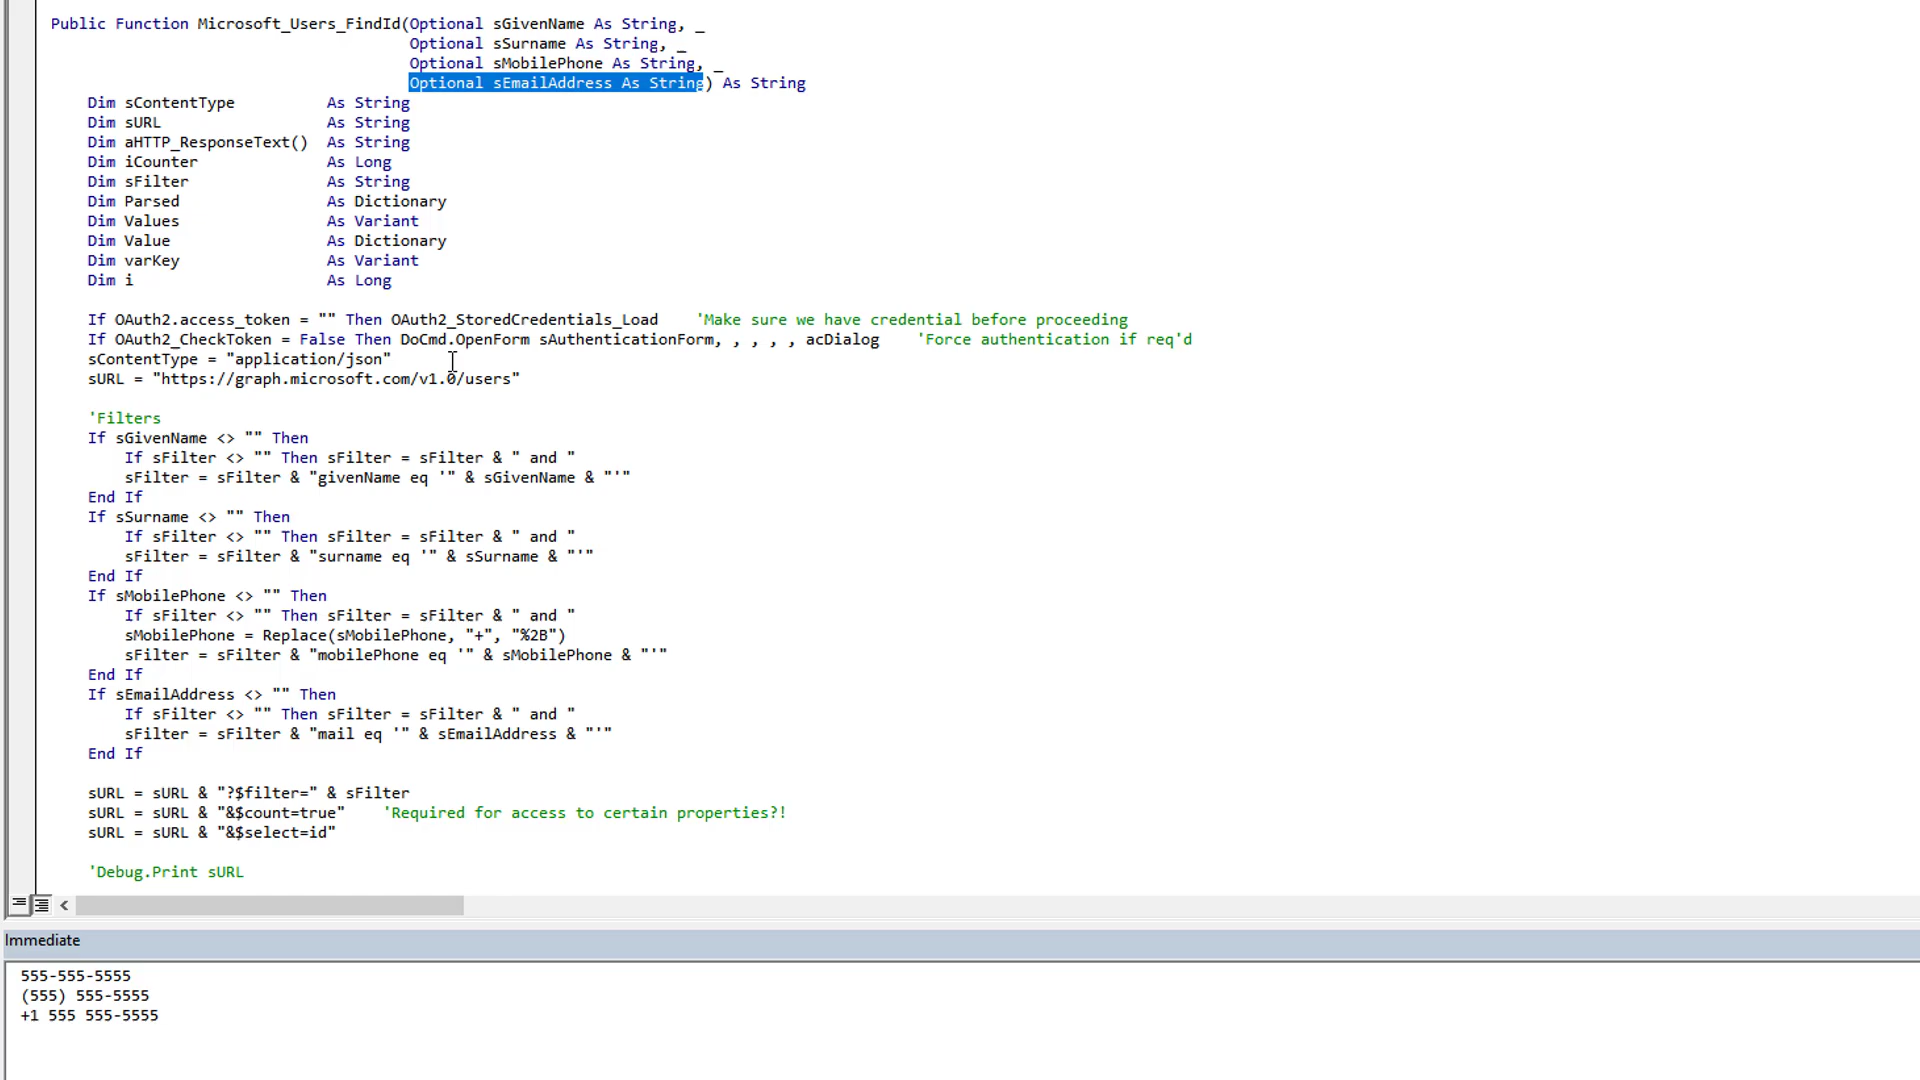 Public Function Microsoft_Users_FindId(Optional sGivenName As String, _
Optional sSurname As String, _
Optional sMobilePhone As String, _
Optional sEmailAddress As String) As String
Dim sContentType As String
Dim sURL As String
Dim aHTTP_ResponseText() As String
Dim iCounter As Long
Dim sFilter As String
Dim Parsed As Dictionary
Dim Values As Variant
Dim Value As Dictionary
Dim varKey As Variant
Dim i As Long
If OAuth2.access_token = "" Then OAuth2_StoredCredentials_Load 'Make sure we have credential before proceeding
If OAuth2_CheckToken = False Then DoCmd.OpenForm sAuthenticationForm, , , , , acDialog 'Force authentication if req'd
sContentType = "application/json"
sURL = "https://graph.microsoft.com/v1.0/users"
'Filters
If sGivenName <> "" Then
If sFilter <> "" Then sFilter = sFilter & " and "
sFilter = sFilter & "givenName eq '" & sGivenName & "'"
End If
If sSurname <> "" Then
If sFilter <> "" Then sFilter = sFilter & " and "
sFilter = sFilter & "surname eq '" & sSurname & "'"
End If
If sMobilePhone <> "" Then
If sFilter <> "" Then sFilter = sFilter & " and "
sMobilePhone = Replace(sMobilePhone, "+", "%2B")
sFilter = sFilter & "mobilePhone eq '" & sMobilePhone & "'"
End If
If sEmailAddress <> "" Then
If sFilter <> "" Then sFilter = sFilter & " and "
sFilter = sFilter & "mail eq '" & sEmailAddress & "'"
End If
sURL = sURL & "?$filter=" & sFilter
sURL = sURL & "&$count=true" 'Required for access to certain properties?!
sURL = sURL & "&$select=id"
'Debug.Print sURL
Immediate
555-555-5555
(555) 555-5555
+1 555 555-5555